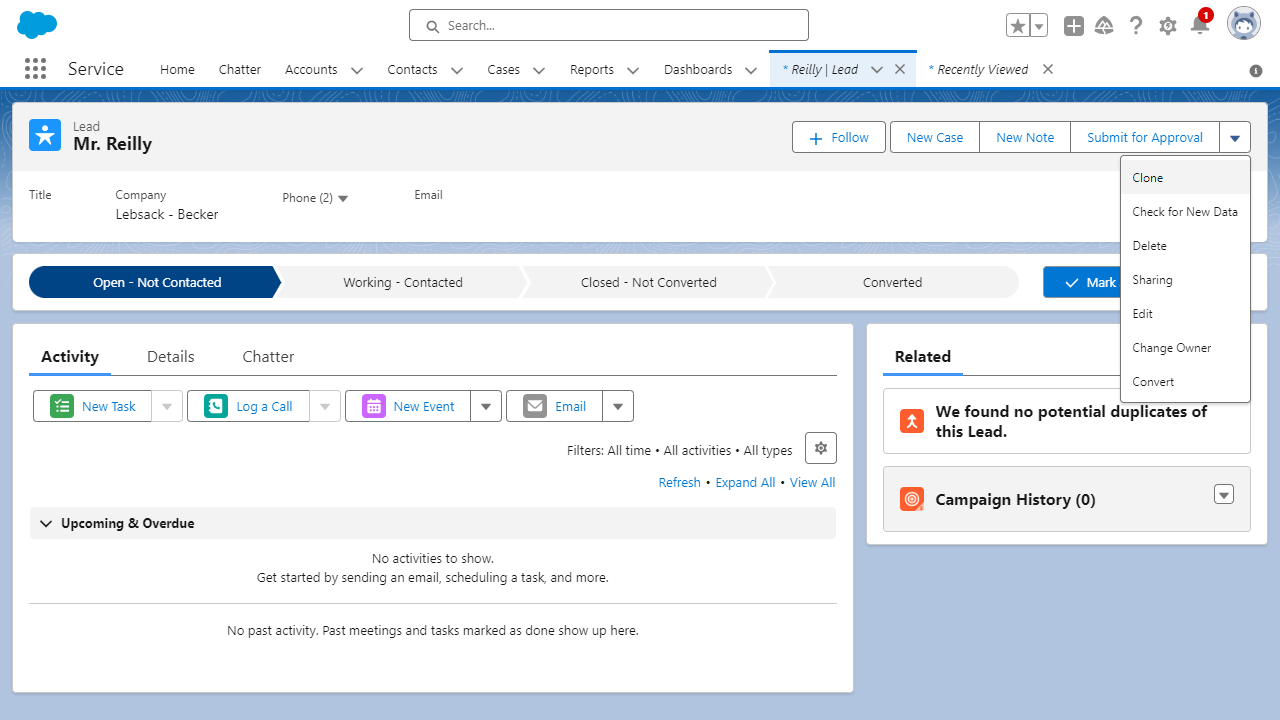 Search...
1
Service
Home
Chatter
Accounts
Contacts
Cases
Reports
Dashboards
* Reilly | Lead
* Recently Viewed
Lead
Mr. Reilly
Follow
New Case
New Note
Submit for Approval
Title
Company
Lebsack - Becker
Phone (2)
Email
Clone
Check for New Data
Delete
Sharing
Edit
Change Owner
Convert
Open - Not Contacted
Working - Contacted
Closed - Not Converted
Converted
Mark
Activity
Details
Chatter
New Task
Log a Call
New Event
Email
Filters: All time • All activities • All types
Refresh • Expand All • View All
Upcoming & Overdue
No activities to show.
Get started by sending an email, scheduling a task, and more.
No past activity. Past meetings and tasks marked as done show up here.
Related
We found no potential duplicates of
this Lead.
Campaign History (0)